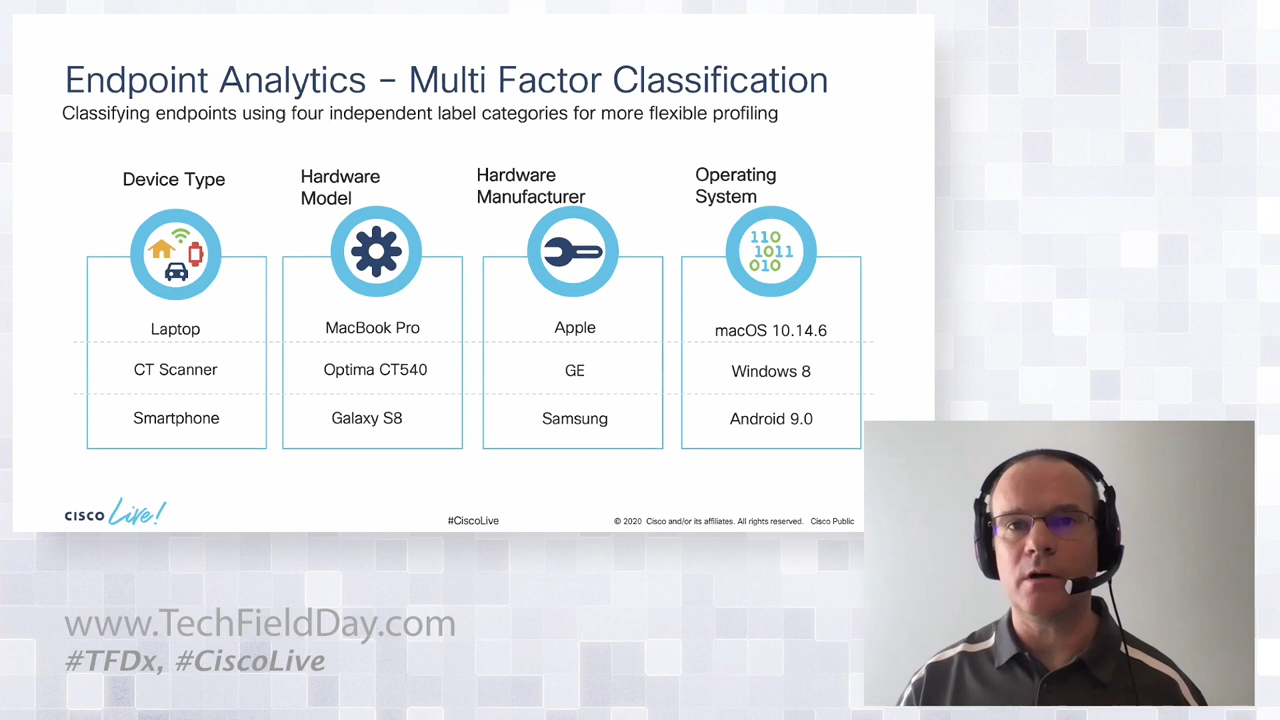 Endpoint Analytics – Multi Factor Classification
Classifying endpoints using four independent label categories for more flexible profiling
Device Type
Hardware
Model
Hardware
Manufacturer
Operating
System
110
1011
010
Laptop
MacBook Pro
Apple
macOS 10.14.6
CT Scanner
Optima CT540
GE
Windows 8
Smartphone
Galaxy S8
Samsung
Android 9.0
CISCO Live!
#CiscoLive
© 2020 Cisco and/or its affiliates. All rights reserved. Cisco Public
www.TechFieldDay.com
#TFDx, #CiscoLive